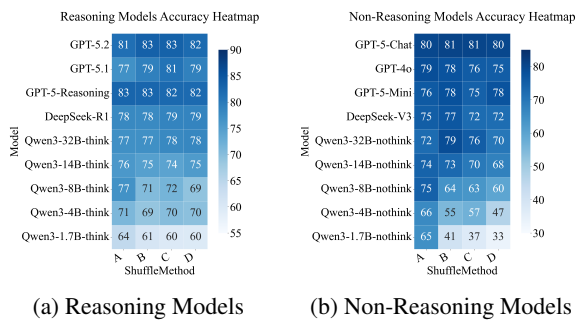 Reasoning Models Accuracy Heatmap
GPT-5.2 81 83 83 82
GPT-5.1 77 79 81 79
GPT-5-Reasoning 83 83 82 82
DeepSeek-R1 78 78 79 79
Qwen3-32B-think 77 77 78 78
Qwen3-14B-think 76 75 74 75
Qwen3-8B-think 77 71 72 69
Qwen3-4B-think 71 69 70 70
Qwen3-1.7B-think 64 61 60 60
A B C D
ShuffleMethod
Model
90
85
80
75
70
65
60
55
(a) Reasoning Models
Non-Reasoning Models Accuracy Heatmap
GPT-5-Chat 80 81 81 80
GPT-4o 79 78 76 75
GPT-5-Mini 76 78 75 78
DeepSeek-V3 75 77 72 72
Qwen3-32B-nothink 72 79 76 70
Qwen3-14B-nothink 74 73 70 68
Qwen3-8B-nothink 75 64 63 60
Qwen3-4B-nothink 66 55 57 47
Qwen3-1.7B-nothink 65 41 37 33
A B C D
ShuffleMethod
Model
80
70
60
50
40
30
(b) Non-Reasoning Models